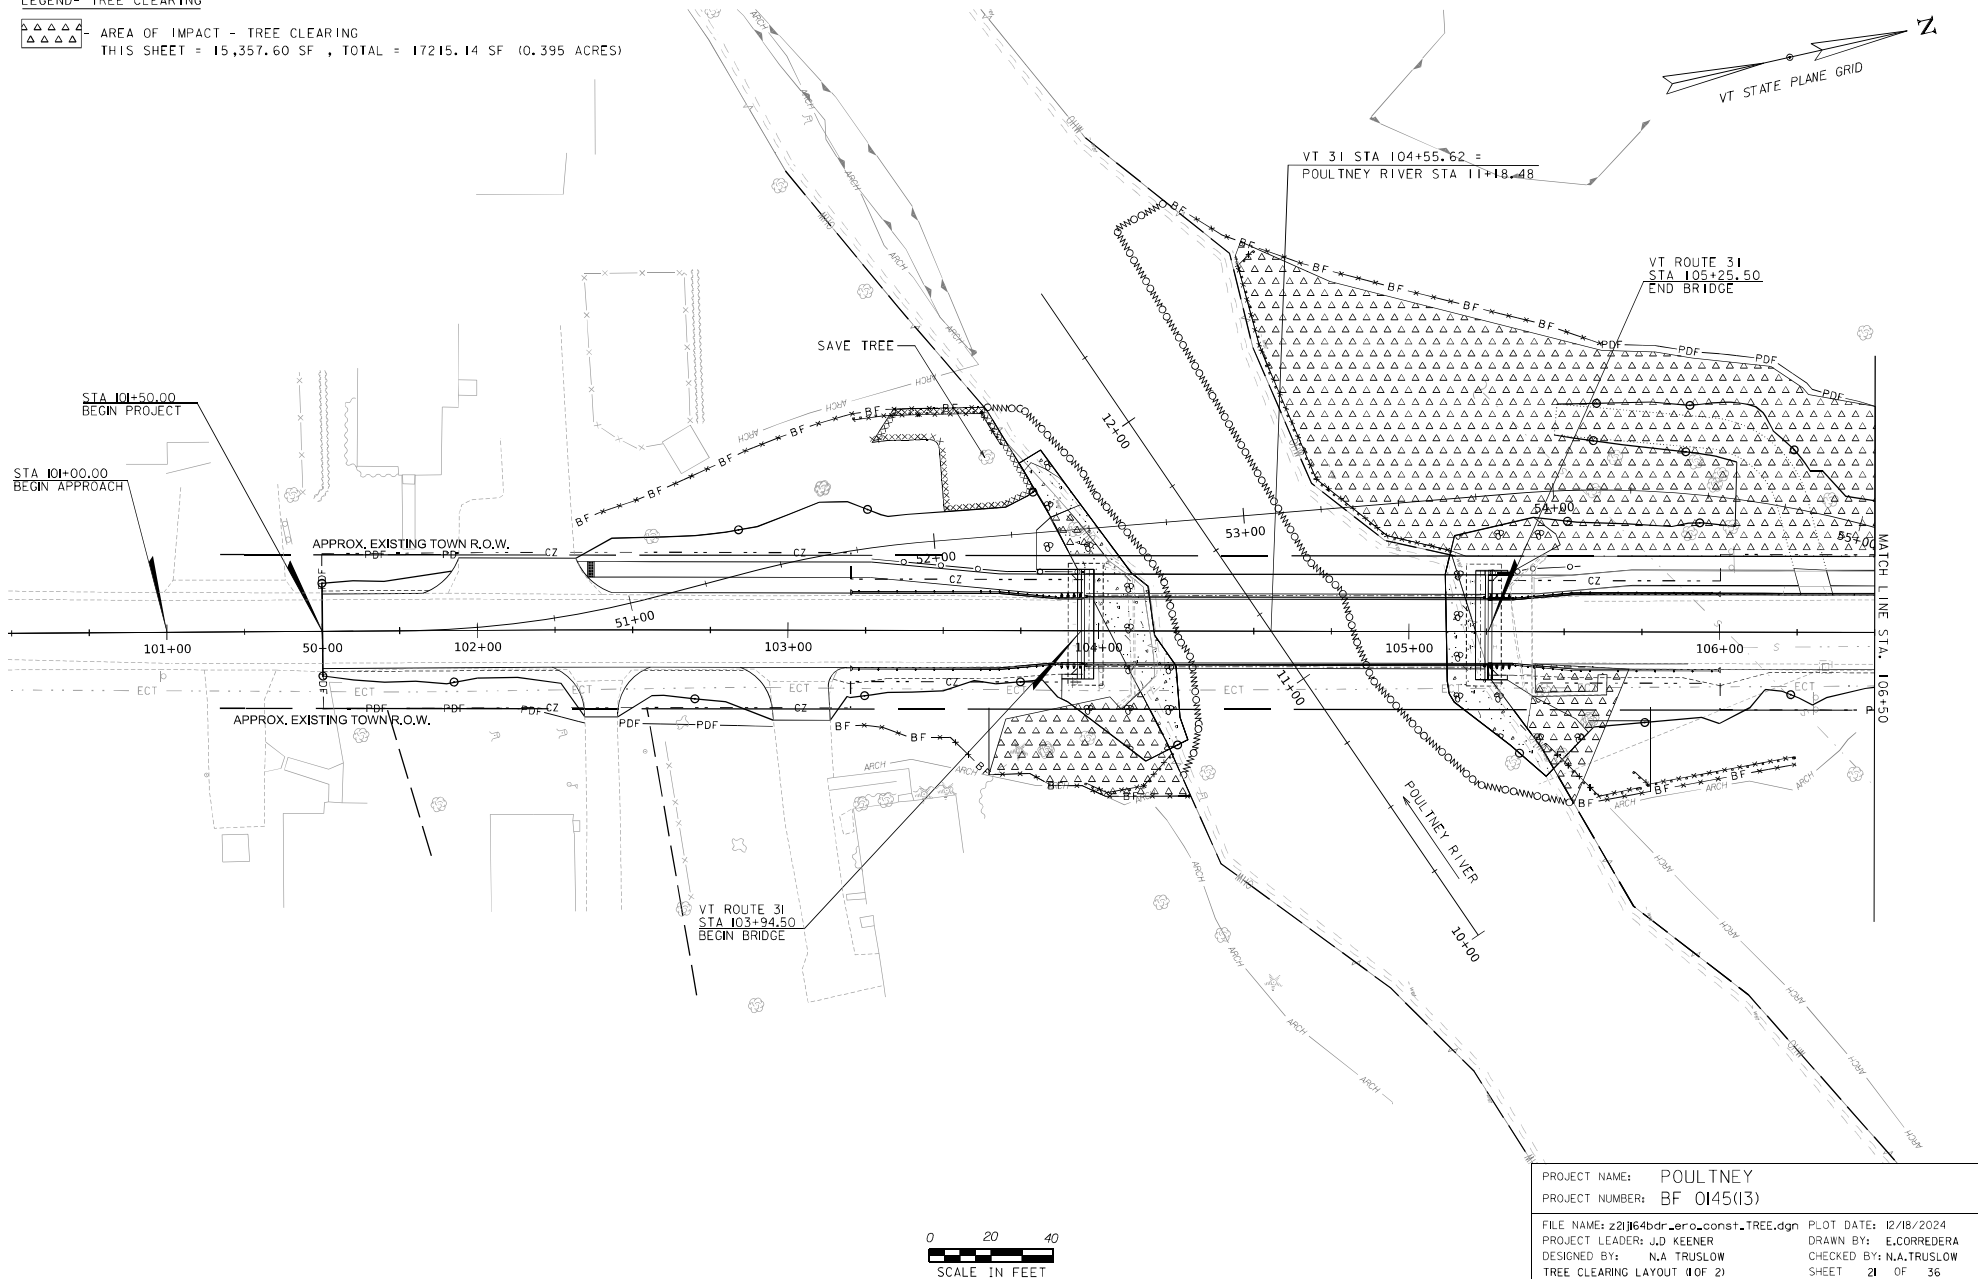 LEGEND- TREE CLEARING
- AREA OF IMPACT - TREE CLEARING
THIS SHEET = 15,357.60 SF , TOTAL = 17215.14 SF (0.395 ACRES)
Z
VT STATE PLANE GRID
VT 31 STA 104+55.62 =
POULTNEY RIVER STA 11+18.48
VT ROUTE 31
STA 105+25.50
END BRIDGE
SAVE TREE
STA 101+50.00
BEGIN PROJECT
STA 101+00.00
BEGIN APPROACH
APPROX. EXISTING TOWN R.O.W.
12+00
51+00
52+00
53+00
54+00
55+00
101+00
50+00
102+00
103+00
104+00
105+00
106+00
11+00
MATCH LINE STA. 106+50
APPROX. EXISTING TOWN R.O.W.
POULTNEY RIVER
10+00
VT ROUTE 31
STA 103+94.50
BEGIN BRIDGE
ARCH
OHW
BF
PDF
CZ
ECT
0 20 40
SCALE IN FEET
PROJECT NAME: POULTNEY
PROJECT NUMBER: BF 0145(13)
FILE NAME: z21j164bdr_ero_const_TREE.dgn PLOT DATE: 12/18/2024
PROJECT LEADER: J.D KEENER DRAWN BY: E.CORREDERA
DESIGNED BY: N.A TRUSLOW CHECKED BY: N.A.TRUSLOW
TREE CLEARING LAYOUT (1 OF 2) SHEET 21 OF 36